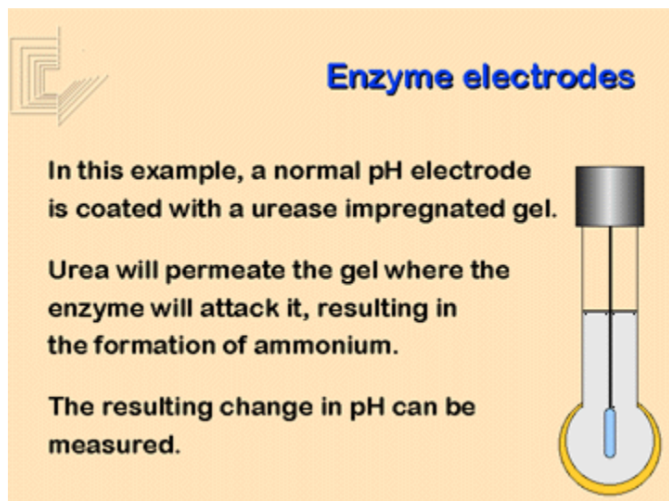 Enzyme electrodes
In this example, a normal pH electrode
is coated with a urease impregnated gel.
Urea will permeate the gel where the
enzyme will attack it, resulting in
the formation of ammonium.
The resulting change in pH can be
measured.